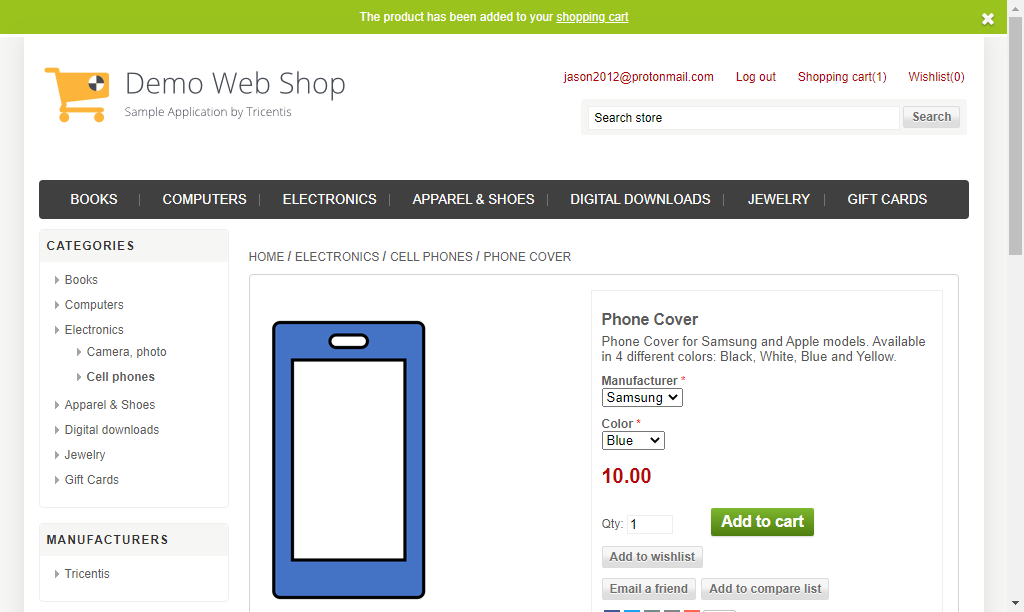 The product has been added to your shopping cart
Demo Web Shop
Sample Application by Tricentis
jason2012@protonmail.com Log out Shopping cart(1) Wishlist(0)
Search store Search
BOOKS COMPUTERS ELECTRONICS APPAREL & SHOES DIGITAL DOWNLOADS JEWELRY GIFT CARDS
CATEGORIES
Books
Computers
Electronics
Camera, photo
Cell phones
Apparel & Shoes
Digital downloads
Jewelry
Gift Cards
MANUFACTURERS
Tricentis
HOME / ELECTRONICS / CELL PHONES / PHONE COVER
Phone Cover
Phone Cover for Samsung and Apple models. Available
in 4 different colors: Black, White, Blue and Yellow.
Manufacturer *
Samsung
Color *
Blue
10.00
Qty: 1 Add to cart
Add to wishlist
Email a friend Add to compare list